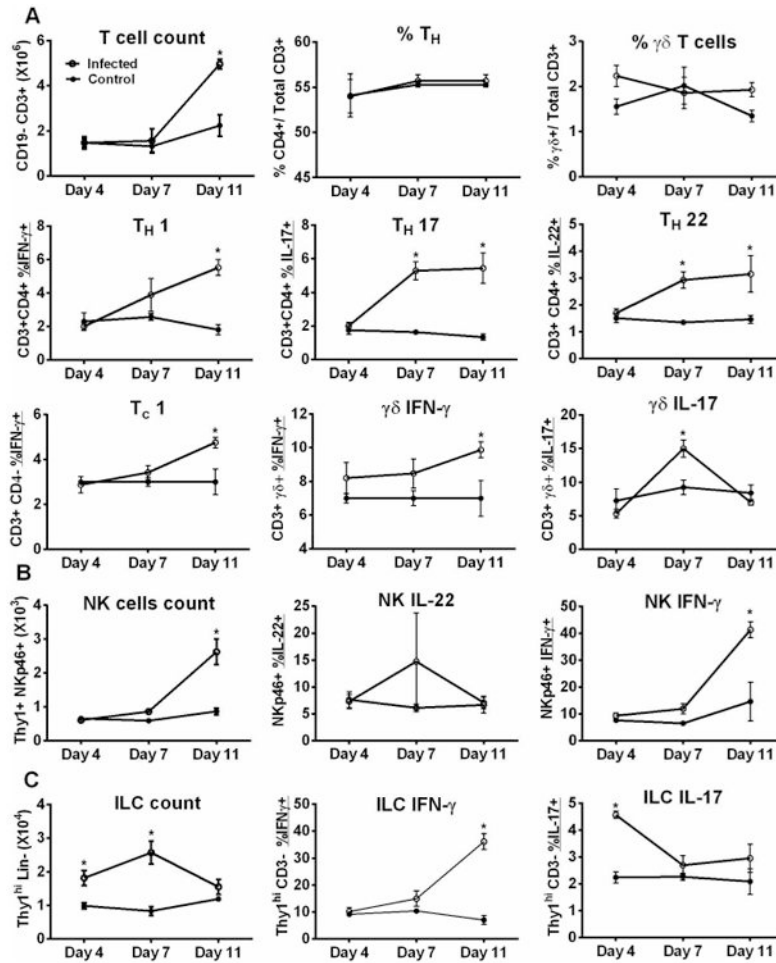 A
T cell count
% TH
% γδ T cells
CD19- CD3+ (X10⁶)
6
4
2
0
Infected
Control
*
Day 4 Day 7 Day 11
% CD4+/ Total CD3+
60
55
50
45
Day 4 Day 7 Day 11
% γδ+/ Total CD3+
3
2
1
0
Day 4 Day 7 Day 11
TH 1
TH 17
TH 22
CD3+CD4+ %IFN-γ+
8
6
4
2
0
*
Day 4 Day 7 Day 11
CD3+CD4+ % IL-17+
8
6
4
2
0
* *
Day 4 Day 7 Day 11
CD3+ CD4+ % IL-22+
5
4
3
2
1
0
* *
Day 4 Day 7 Day 11
TC 1
γδ IFN-γ
γδ IL-17
CD3+ CD4- %IFN-γ+
6
4
2
0
*
Day 4 Day 7 Day 11
CD3+ γδ+ %IFN-γ+
12
10
8
6
4
*
Day 4 Day 7 Day 11
CD3+ γδ+ %IL-17+
20
15
10
5
0
*
Day 4 Day 7 Day 11
B
NK cells count
NK IL-22
NK IFN-γ
Thy1+ NKp46+ (X10³)
4
3
2
1
0
*
Day 4 Day 7 Day 11
NKp46+ %IL-22+
25
20
15
10
5
0
Day 4 Day 7 Day 11
NKp46+ IFN-γ+
50
40
30
20
10
0
*
Day 4 Day 7 Day 11
C
ILC count
ILC IFN-γ
ILC IL-17
Thy1hi Lin- (X10⁴)
4
3
2
1
0
* *
Day 4 Day 7 Day 11
Thy1hi CD3- %IFNγ+
50
40
30
20
10
0
*
Day 4 Day 7 Day 11
Thy1hi CD3- %IL-17+
5
4
3
2
1
0
*
Day 4 Day 7 Day 11